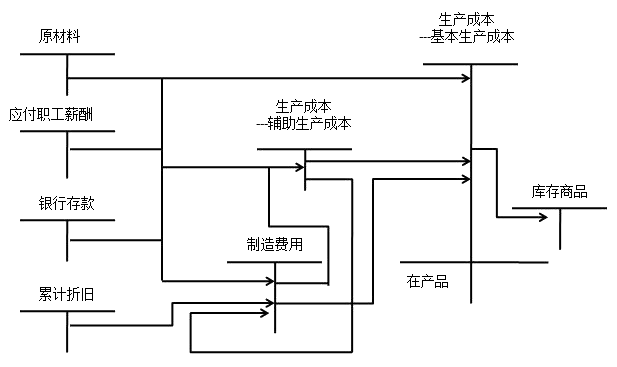 生产成本
---基本生产成本
原材料
生产成本
---辅助生产成本
应付职工薪酬
库存商品
银行存款
制造费用
在产品
累计折旧